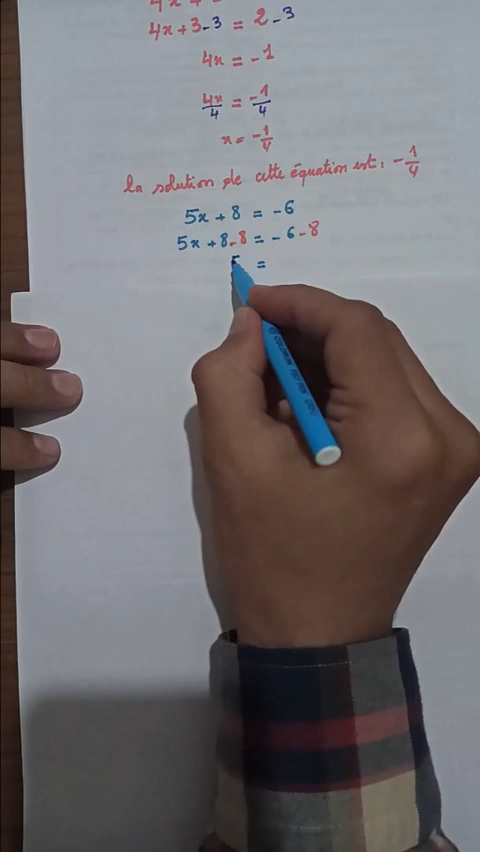 4x + 3 - 3 = 2 - 3
4x = - 1
4x/4 = - 1/4
x = - 1/4
la solution de cette équation est : - 1/4
5x + 8 = - 6
5x + 8 - 8 = - 6 - 8
5 =